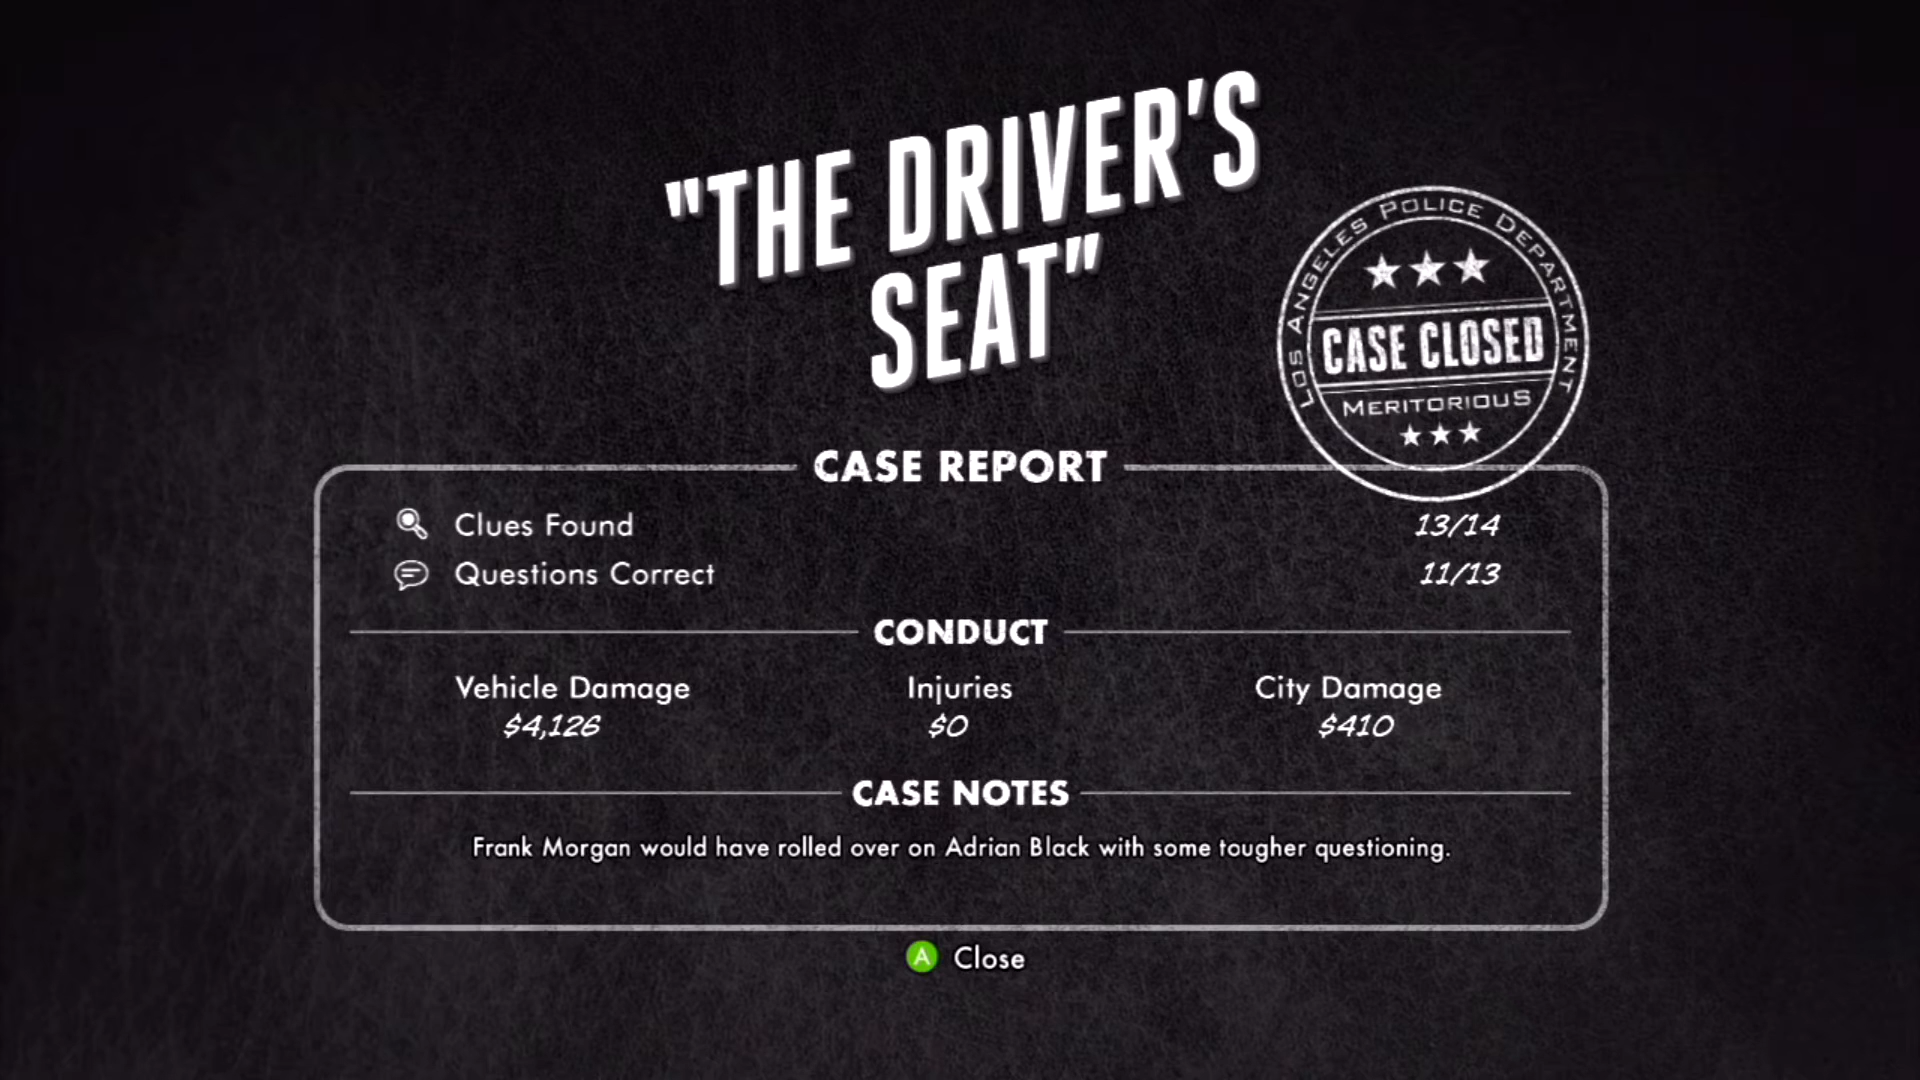 "THE DRIVER'S
SEAT"
LOS ANGELES POLICE DEPARTMENT
CASE CLOSED
MERITORIOUS
CASE REPORT
Clues Found 13/14
Questions Correct 11/13
CONDUCT
Vehicle Damage Injuries City Damage
$4,126 $0 $410
CASE NOTES
Frank Morgan would have rolled over on Adrian Black with some tougher questioning.
A Close